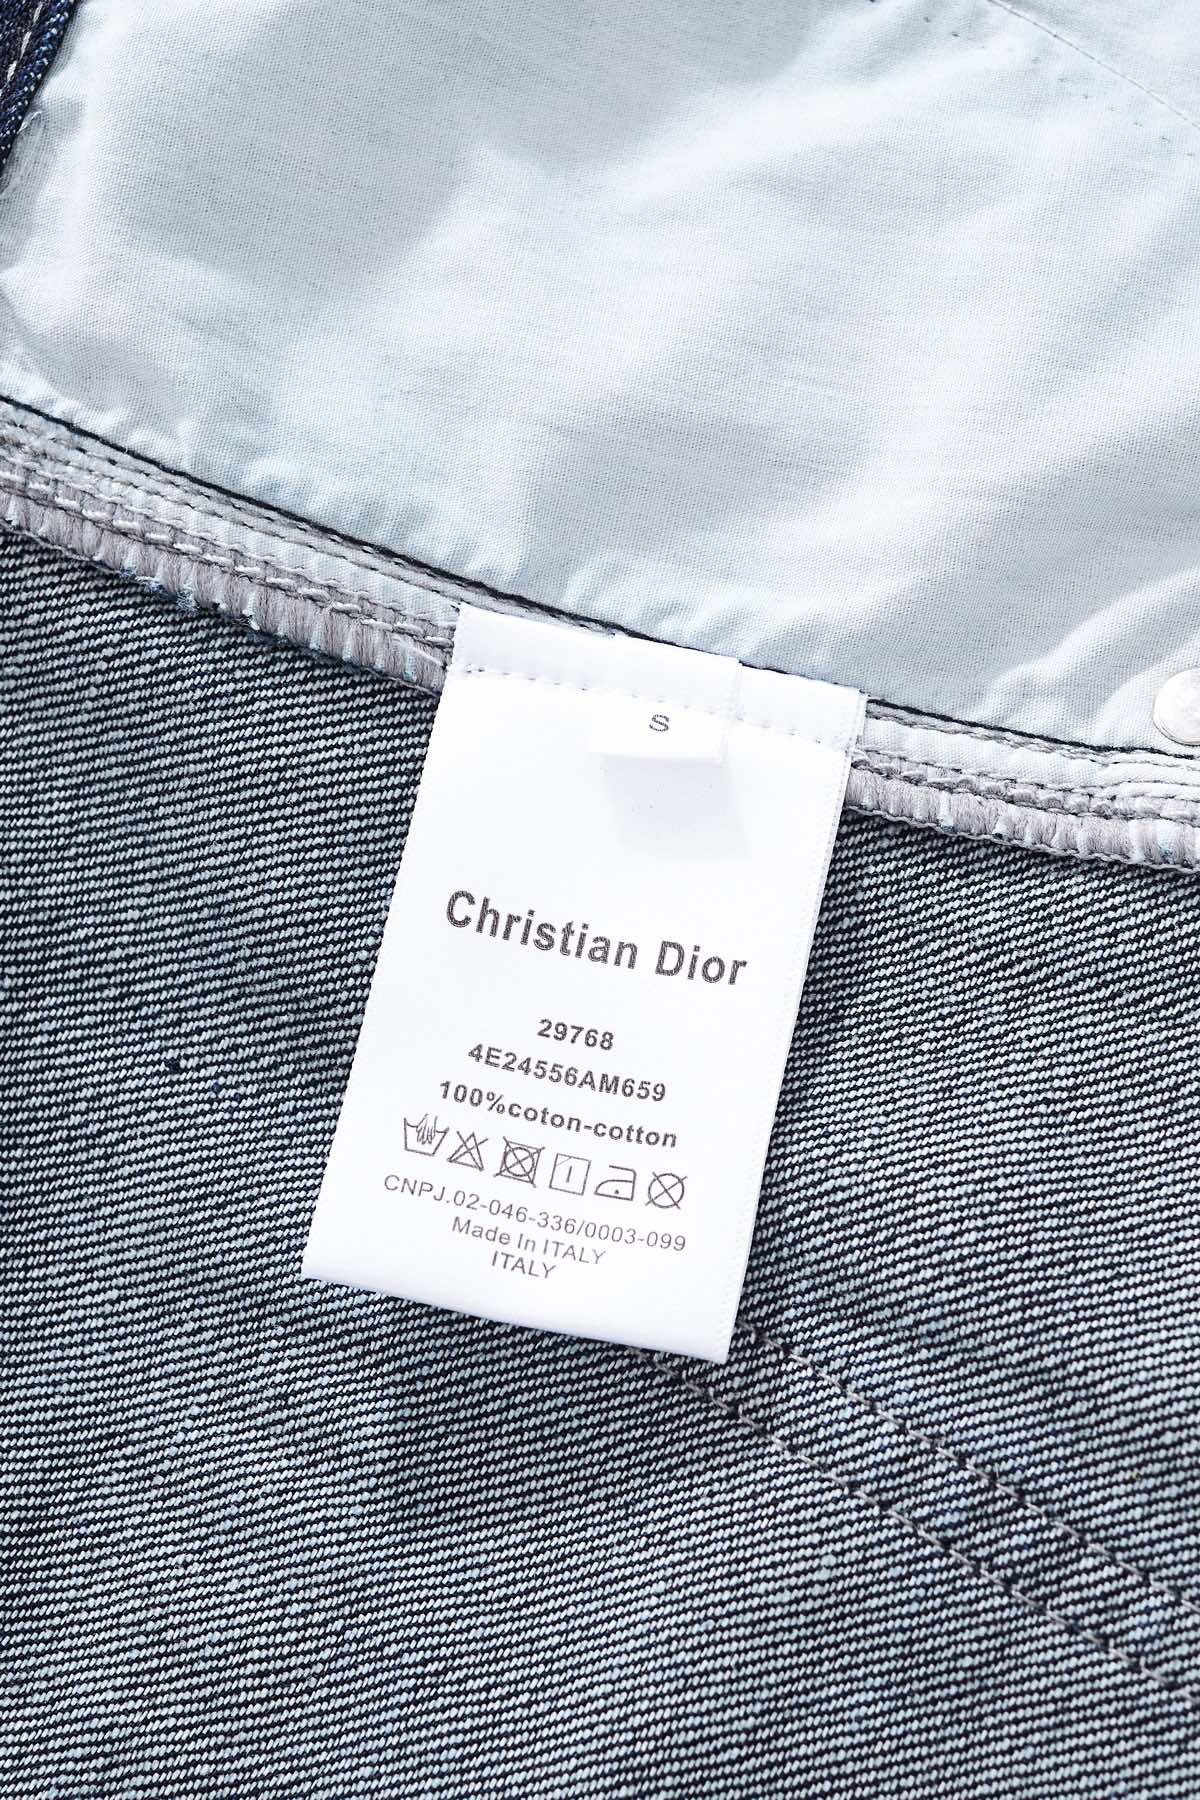 S
Christian Dior
29768
4E24556AM659
100%coton-cotton
CNPJ.02-046-336/0003-099
Made In ITALY
ITALY